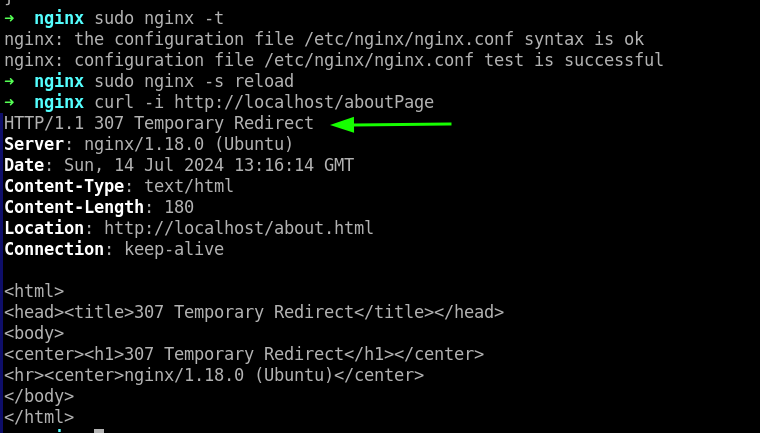 ➜ nginx sudo nginx -t
nginx: the configuration file /etc/nginx/nginx.conf syntax is ok
nginx: configuration file /etc/nginx/nginx.conf test is successful
➜ nginx sudo nginx -s reload
➜ nginx curl -i http://localhost/aboutPage
HTTP/1.1 307 Temporary Redirect
Server: nginx/1.18.0 (Ubuntu)
Date: Sun, 14 Jul 2024 13:16:14 GMT
Content-Type: text/html
Content-Length: 180
Location: http://localhost/about.html
Connection: keep-alive

<html>
<head><title>307 Temporary Redirect</title></head>
<body>
<center><h1>307 Temporary Redirect</h1></center>
<hr><center>nginx/1.18.0 (Ubuntu)</center>
</body>
</html>